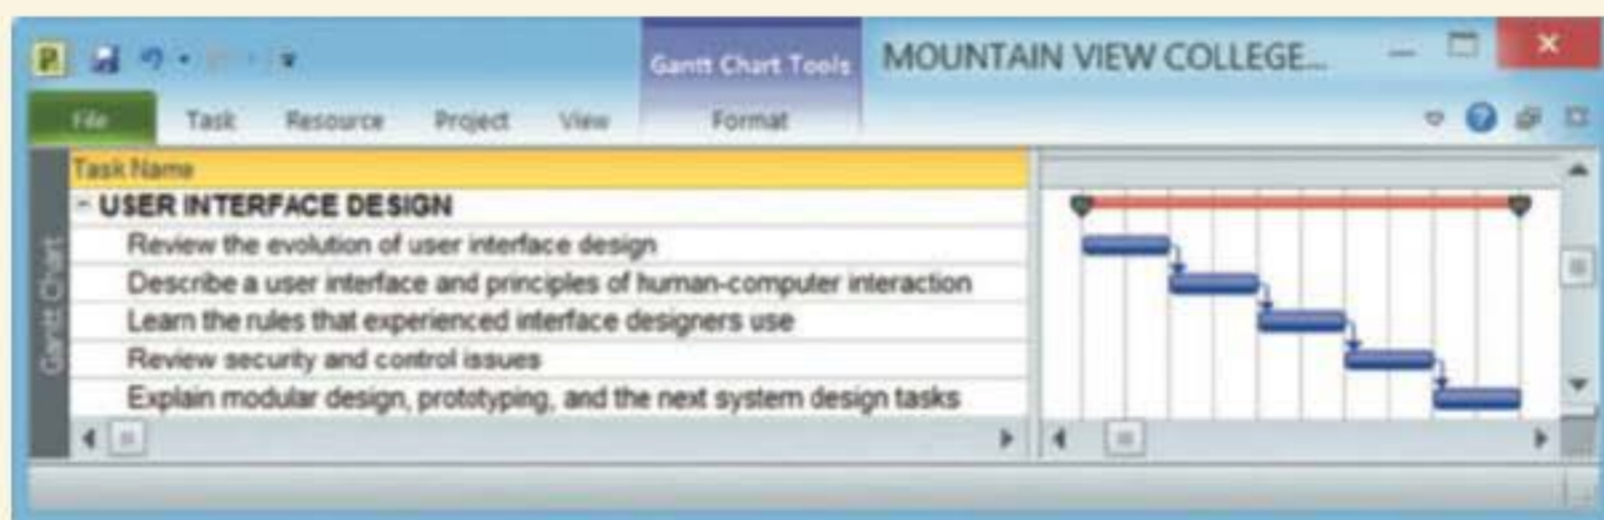 Gantt Chart Tools
MOUNTAIN VIEW COLLEGE...
File Task Resource Project View Format
Gantt Chart
Task Name
- USER INTERFACE DESIGN
Review the evolution of user interface design
Describe a user interface and principles of human-computer interaction
Learn the rules that experienced interface designers use
Review security and control issues
Explain modular design, prototyping, and the next system design tasks